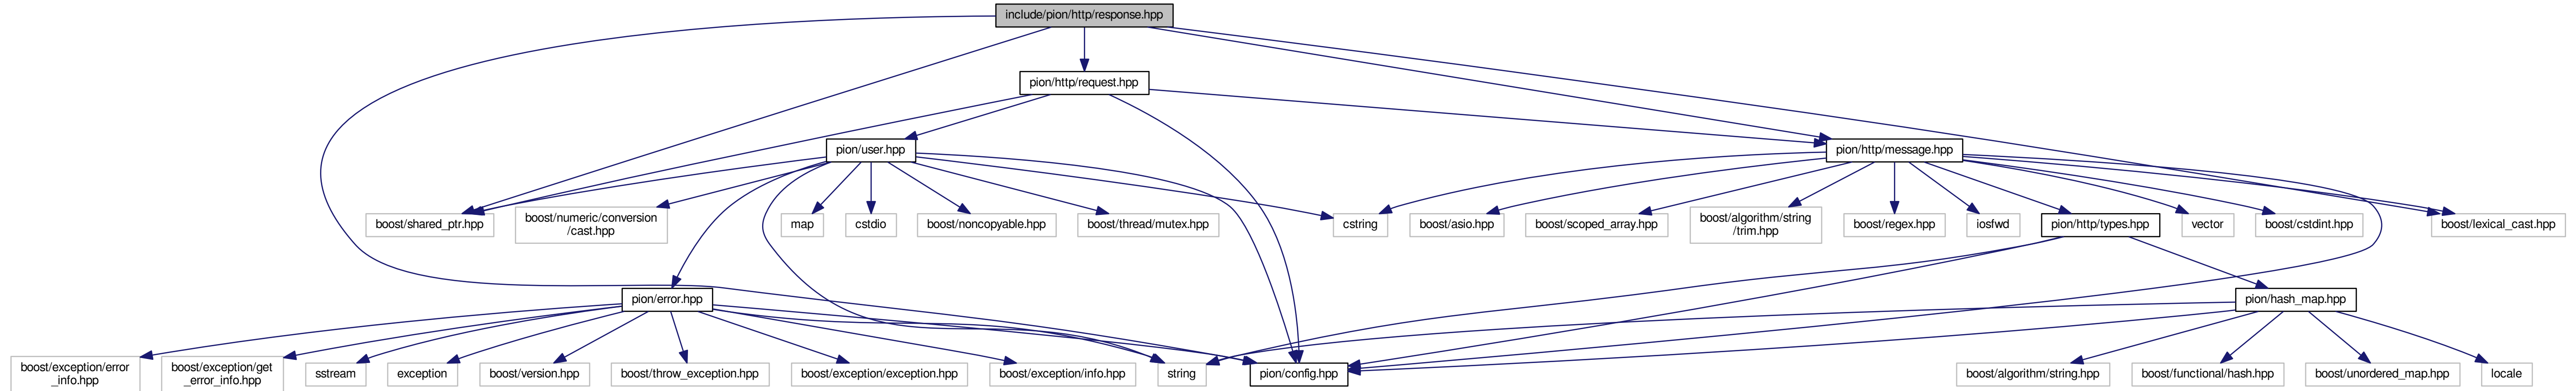 include/pion/http/response.hpp
pion/http/request.hpp
pion/user.hpp
pion/http/message.hpp
boost/shared_ptr.hpp
boost/numeric/conversion
/cast.hpp
map
cstdio
boost/noncopyable.hpp
boost/thread/mutex.hpp
cstring
boost/asio.hpp
boost/scoped_array.hpp
boost/algorithm/string
/trim.hpp
boost/regex.hpp
iosfwd
pion/http/types.hpp
vector
boost/cstdint.hpp
boost/lexical_cast.hpp
pion/error.hpp
pion/hash_map.hpp
boost/exception/error
_info.hpp
boost/exception/get
_error_info.hpp
sstream
exception
boost/version.hpp
boost/throw_exception.hpp
boost/exception/exception.hpp
boost/exception/info.hpp
string
pion/config.hpp
boost/algorithm/string.hpp
boost/functional/hash.hpp
boost/unordered_map.hpp
locale